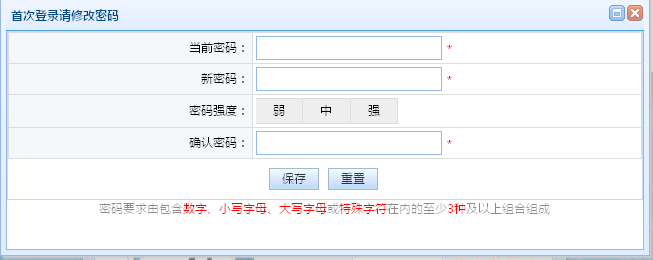 首次登录请修改密码
当前密码： *
新密码： *
密码强度： 弱 中 强
确认密码： *
保存 重置
密码要求由包含数字、小写字母、大写字母或特殊字符在内的至少3种及以上组合组成